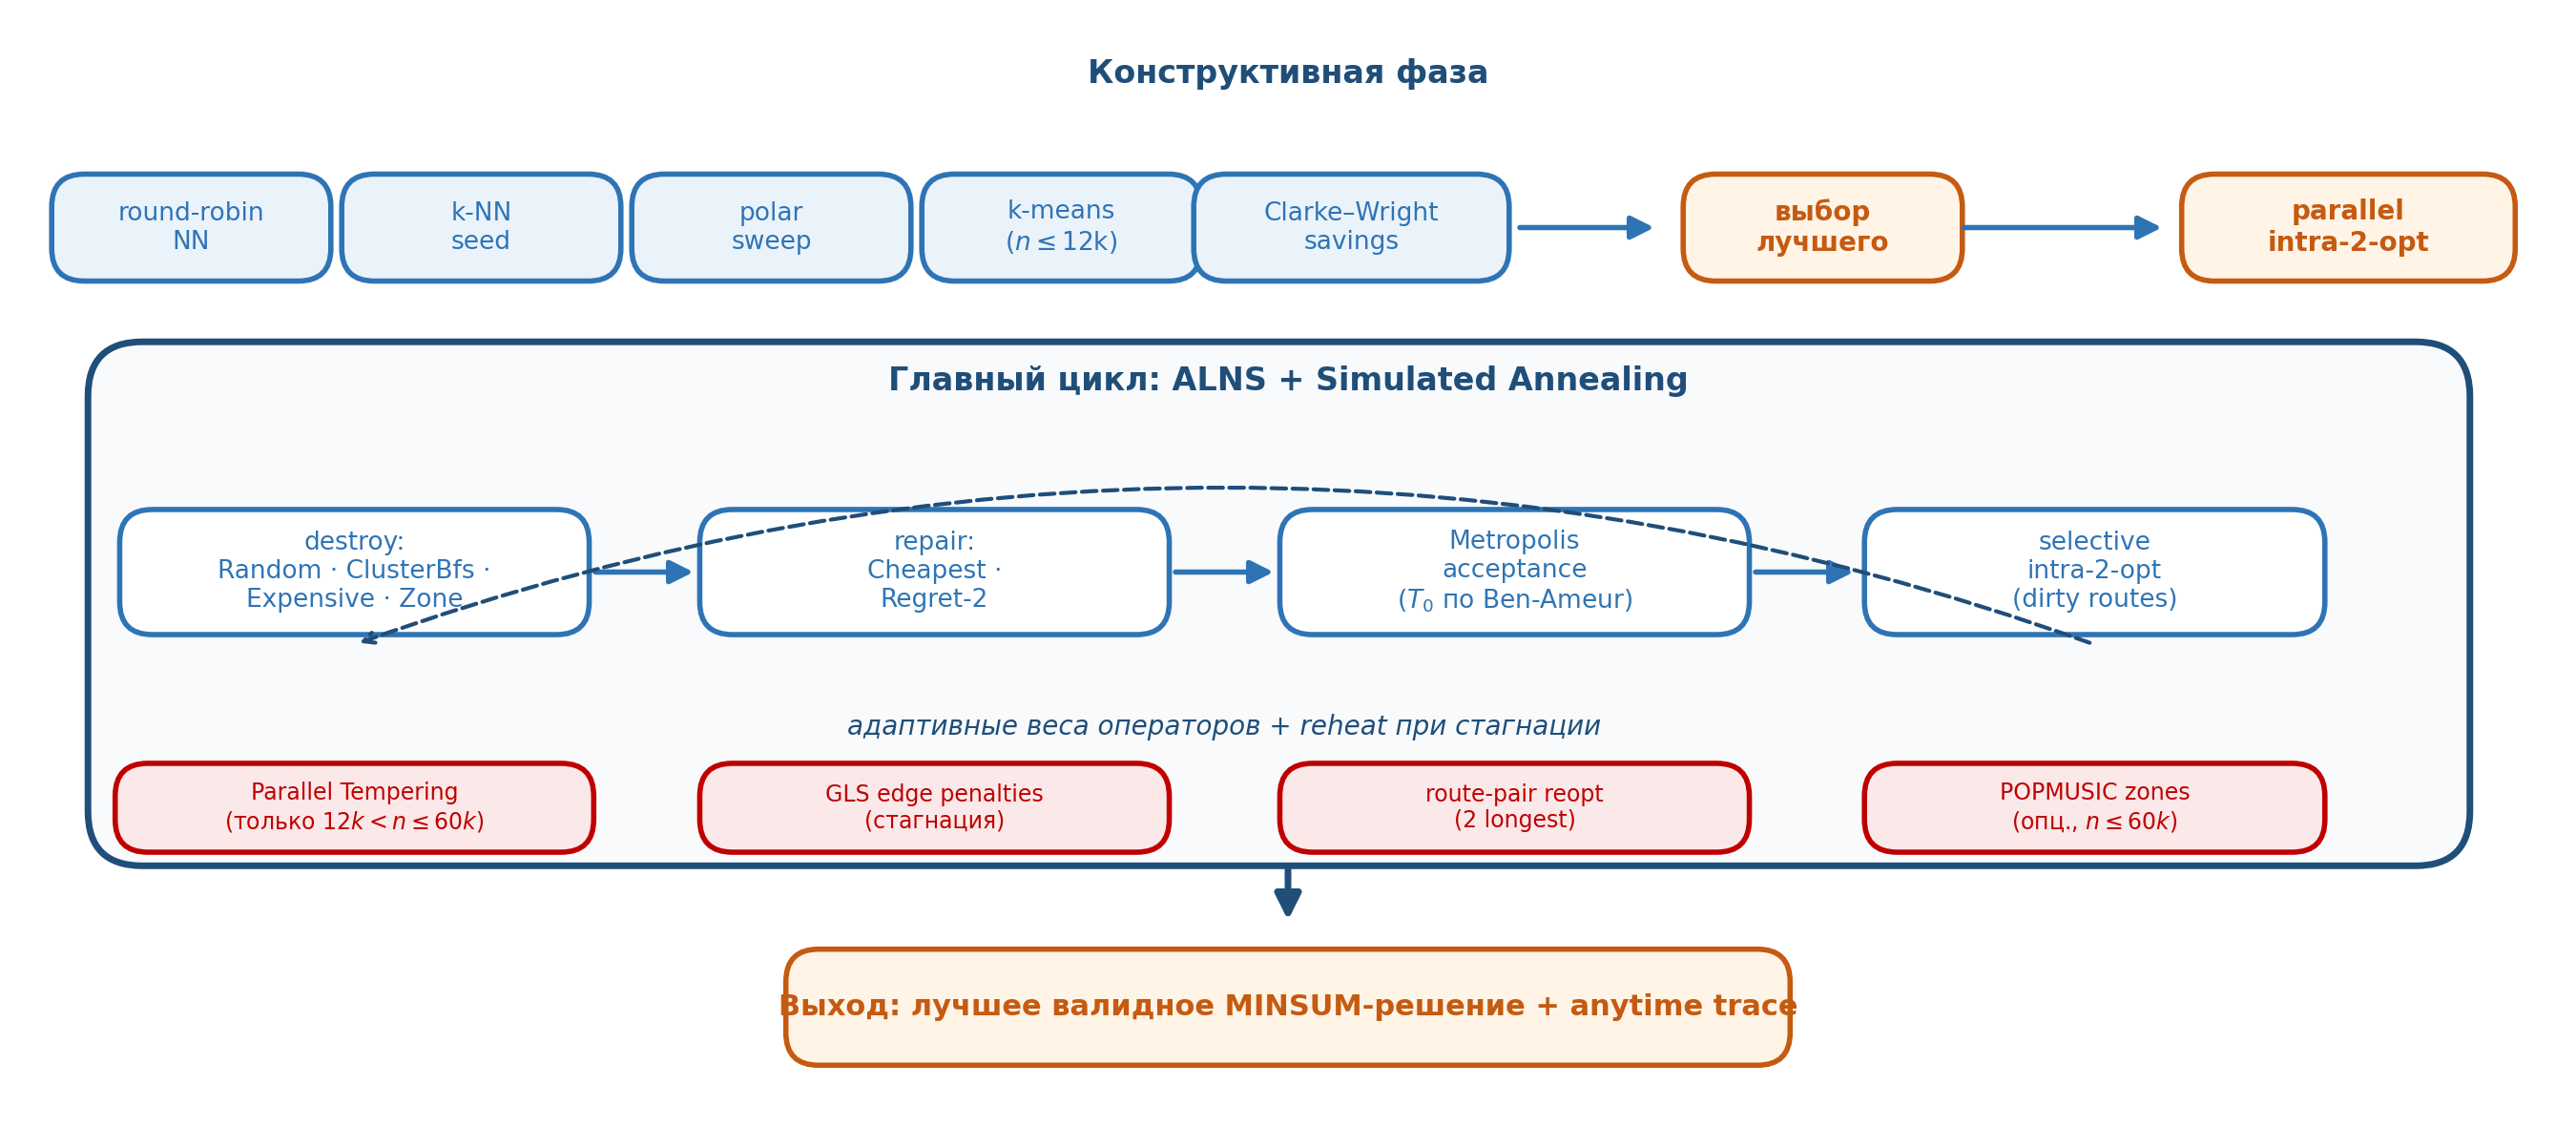 Конструктивная фаза
round-robin
NN
k-NN
seed
polar
sweep
k-means
(n ≤ 12k)
Clarke–Wright
savings
выбор
лучшего
parallel
intra-2-opt
Главный цикл: ALNS + Simulated Annealing
destroy:
Random · ClusterBfs ·
Expensive · Zone
repair:
Cheapest ·
Regret-2
Metropolis
acceptance
(T₀ по Ben-Ameur)
selective
intra-2-opt
(dirty routes)
адаптивные веса операторов + reheat при стагнации
Parallel Tempering
(только 12k < n ≤ 60k)
GLS edge penalties
(стагнация)
route-pair reopt
(2 longest)
POPMUSIC zones
(опц., n ≤ 60k)
Выход: лучшее валидное MINSUM-решение + anytime trace